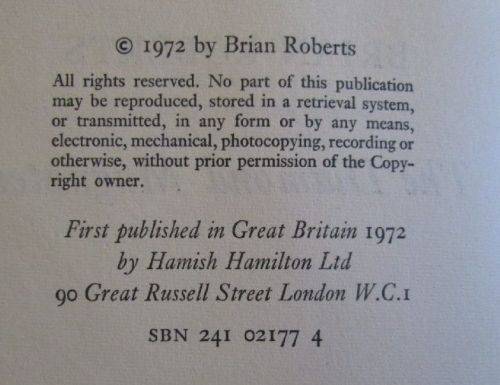 © 1972 by Brian Roberts
All rights reserved. No part of this publication
may be reproduced, stored in a retrieval system,
or transmitted, in any form or by any means,
electronic, mechanical, photocopying, recording or
otherwise, without prior permission of the Copy-
right owner.
First published in Great Britain 1972
by Hamish Hamilton Ltd
90 Great Russell Street London W.C.1
SBN 241 02177 4